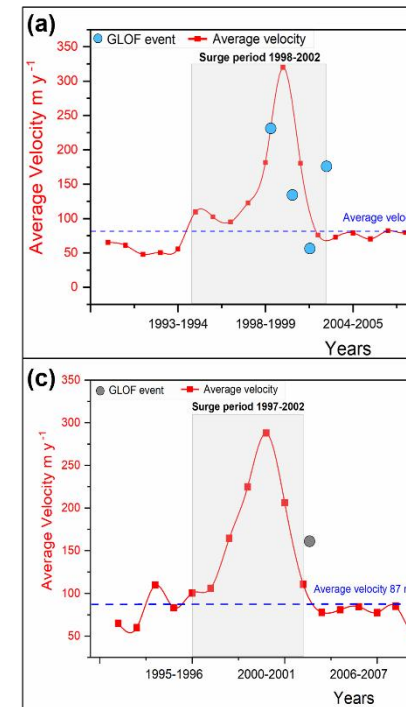 (a)
GLOF event
Average velocity
Surge period 1998-2002
350
300
250
200
150
100
50
0
Average Velocity m y-1
Average
1993-1994
1998-1999
2004-2005
Years
(c)
GLOF event
Average velocity
Surge period 1997-2002
350
300
250
200
150
100
50
Average Velocity m y-1
Average velocity 87
1995-1996
2000-2001
2006-2007
Years